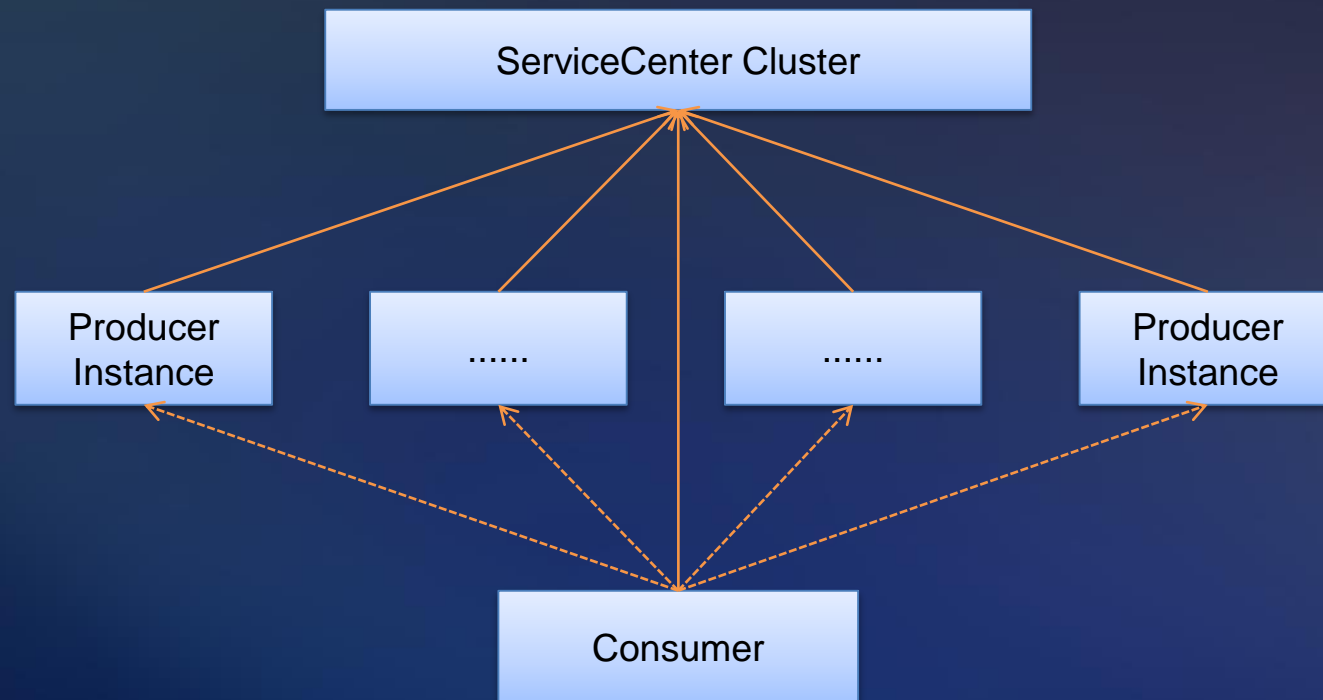 ServiceCenter Cluster
Producer
Instance
......
......
Producer
Instance
Consumer